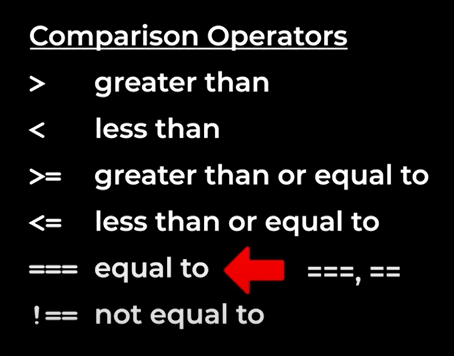 Comparison Operators
> greater than
< less than
>= greater than or equal to
<= less than or equal to
=== equal to ===, ==
!== not equal to